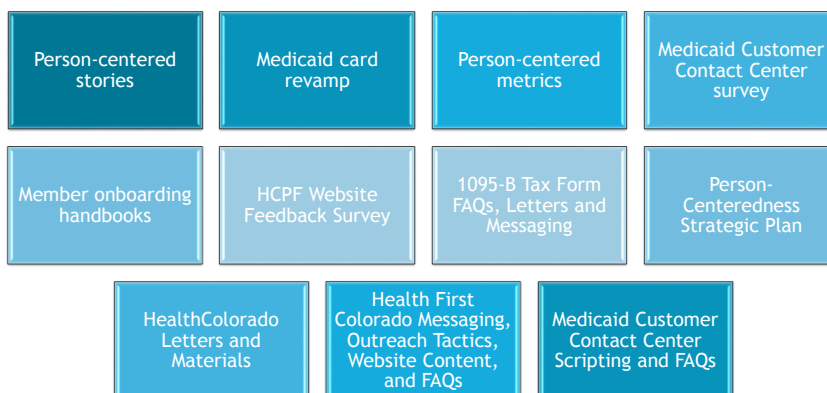 Person-centered
stories
Medicaid card
revamp
Person-centered
metrics
Medicaid Customer
Contact Center
survey
Member onboarding
handbooks
HCPF Website
Feedback Survey
1095-B Tax Form
FAQs, Letters and
Messaging
Person-
Centeredness
Strategic Plan
HealthColorado
Letters and
Materials
Health First
Colorado Messaging,
Outreach Tactics,
Website Content,
and FAQs
Medicaid Customer
Contact Center
Scripting and FAQs